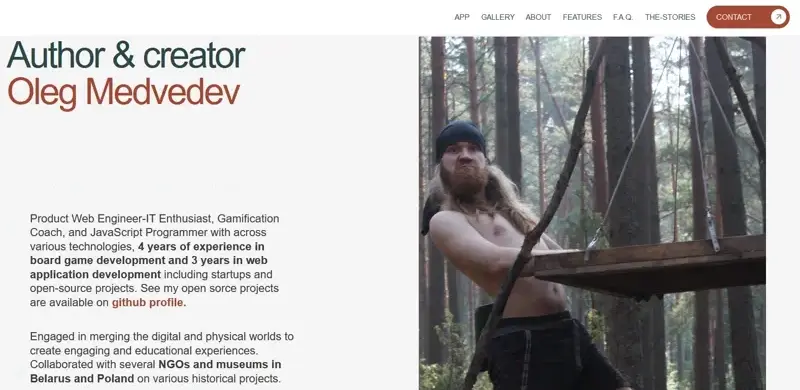 APP GALLERY ABOUT FEATURES F.A.Q. THE-STORIES CONTACT
Author & creator
Oleg Medvedev
Product Web Engineer-IT Enthusiast, Gamification
Coach, and JavaScript Programmer with across
various technologies, 4 years of experience in
board game development and 3 years in web
application development including startups and
open-source projects. See my open sorce projects
are available on github profile.
Engaged in merging the digital and physical worlds to
create engaging and educational experiences.
Collaborated with several NGOs and museums in
Belarus and Poland on various historical projects.